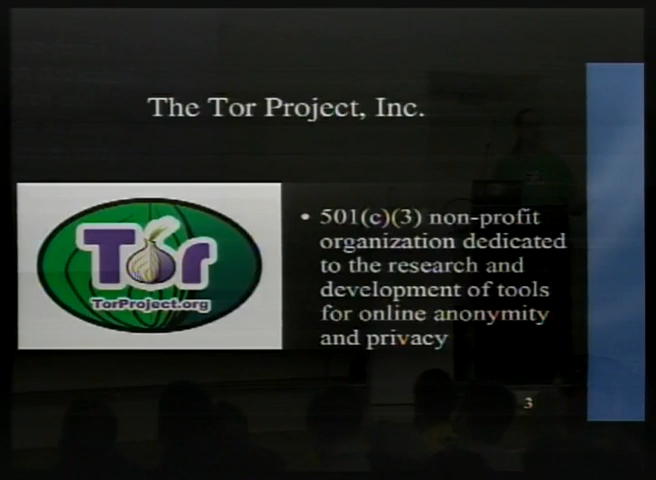 The Tor Project, Inc.
Tor
TorProject.org
• 501(c)(3) non-profit
organization dedicated
to the research and
development of tools
for online anonymity
and privacy
3